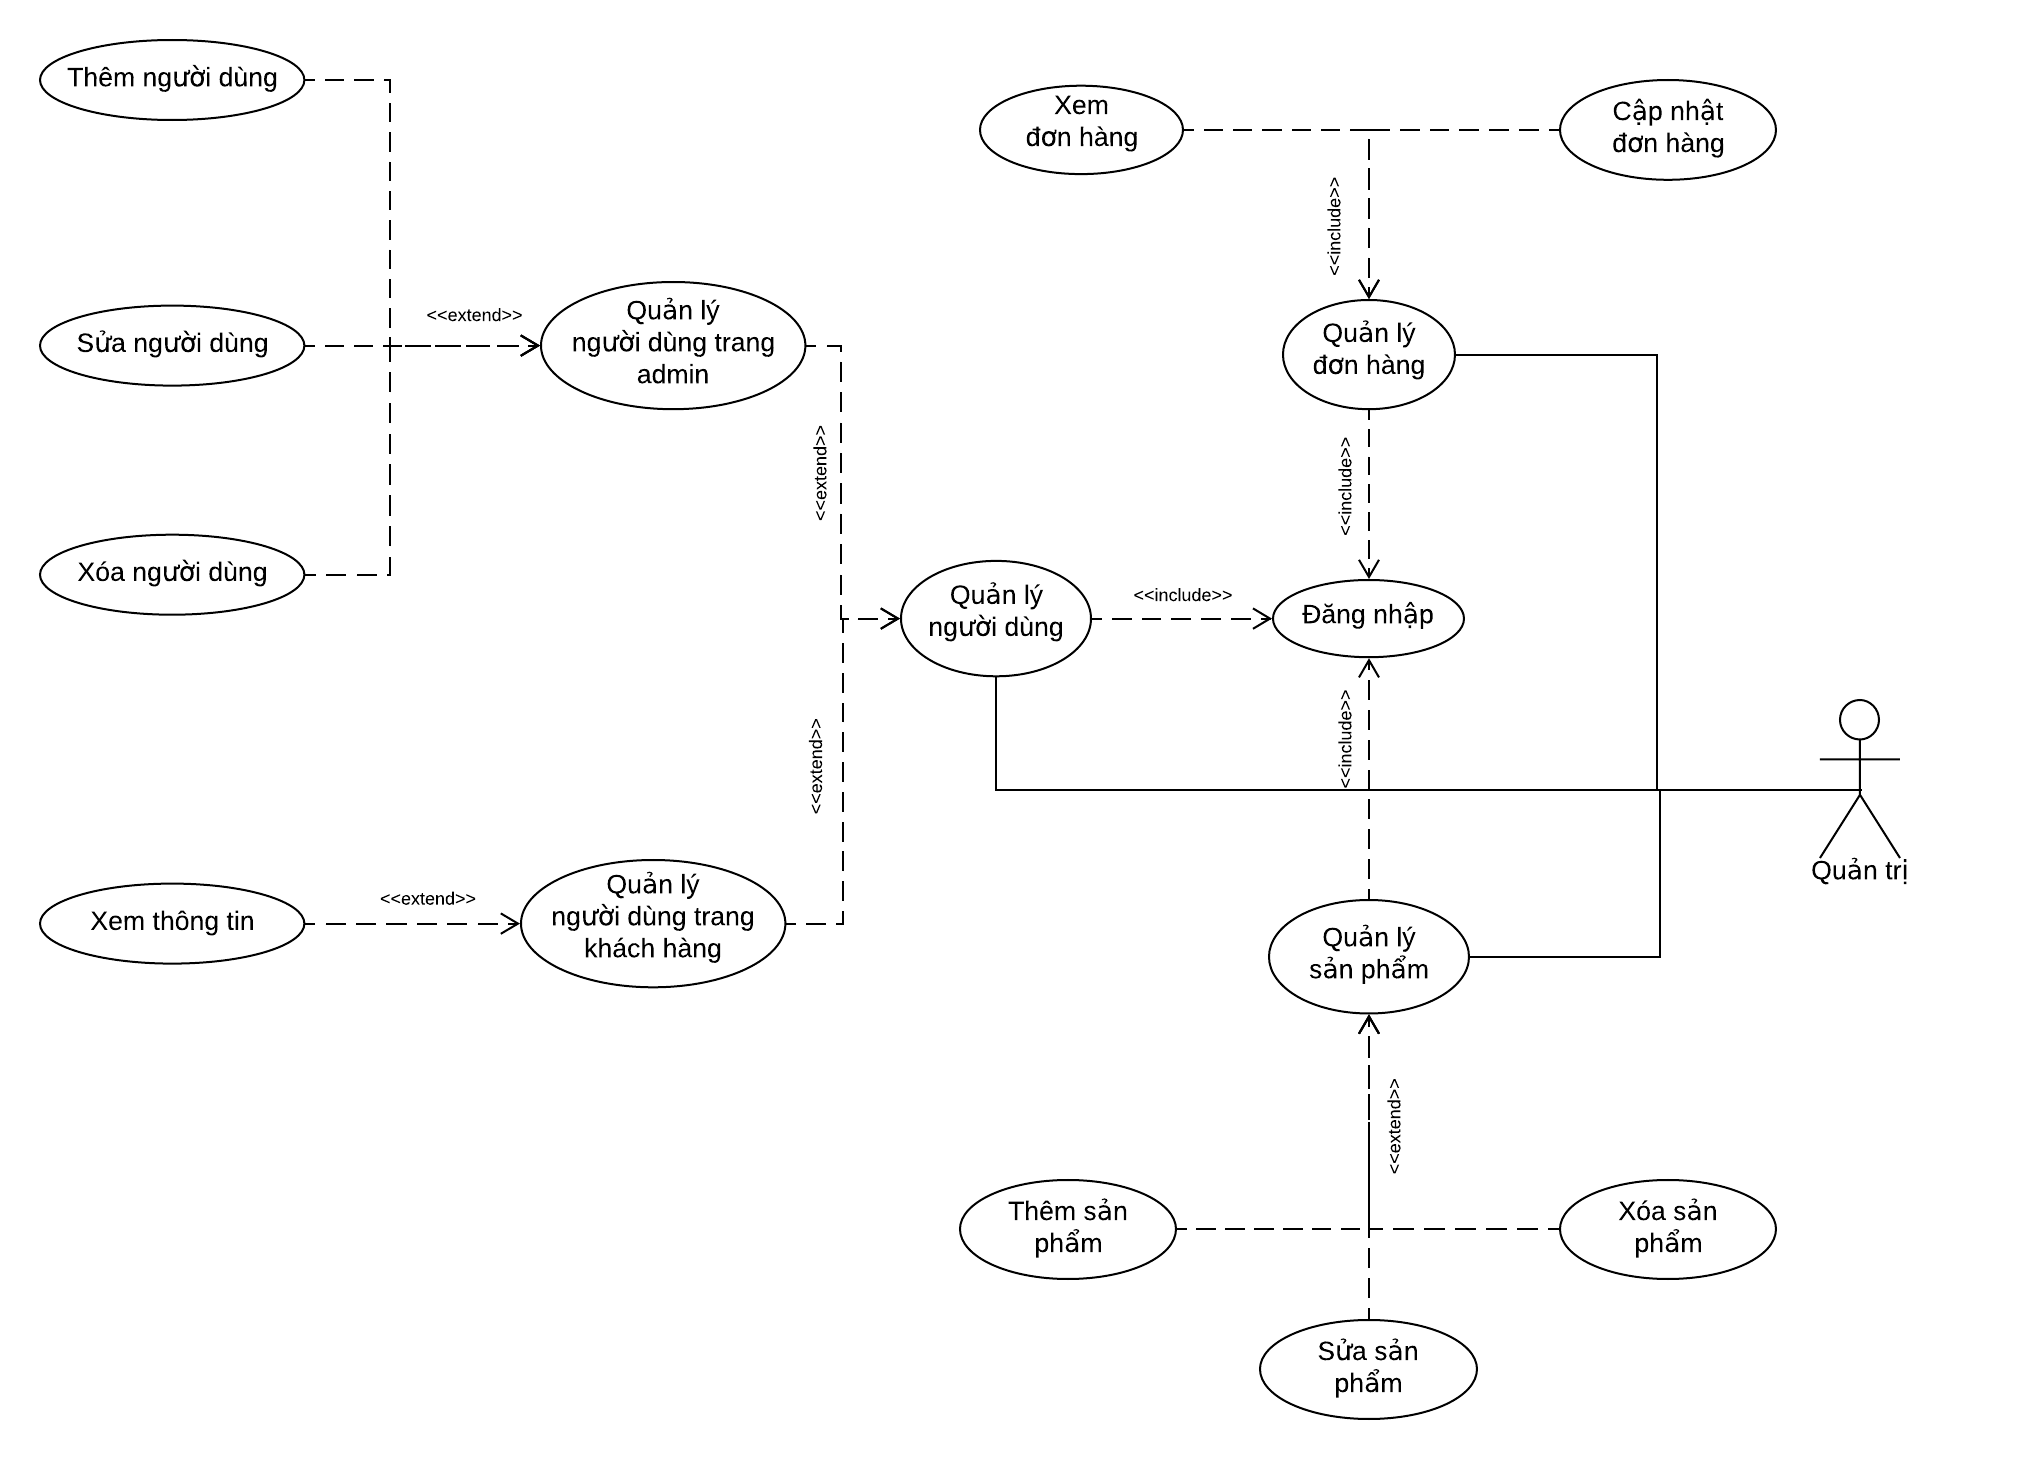 Thêm người dùng
Xem
đơn hàng
Cập nhật
đơn hàng
<<include>>
<<extend>>
Quản lý
người dùng trang
admin
Sửa người dùng
Quản lý
đơn hàng
<<extend>>
<<include>>
Xóa người dùng
Quản lý
người dùng
<<include>>
Đăng nhập
<<extend>>
<<include>>
Quản trị
Xem thông tin
<<extend>>
Quản lý
người dùng trang
khách hàng
Quản lý
sản phẩm
<<extend>>
Thêm sản
phẩm
Xóa sản
phẩm
Sửa sản
phẩm